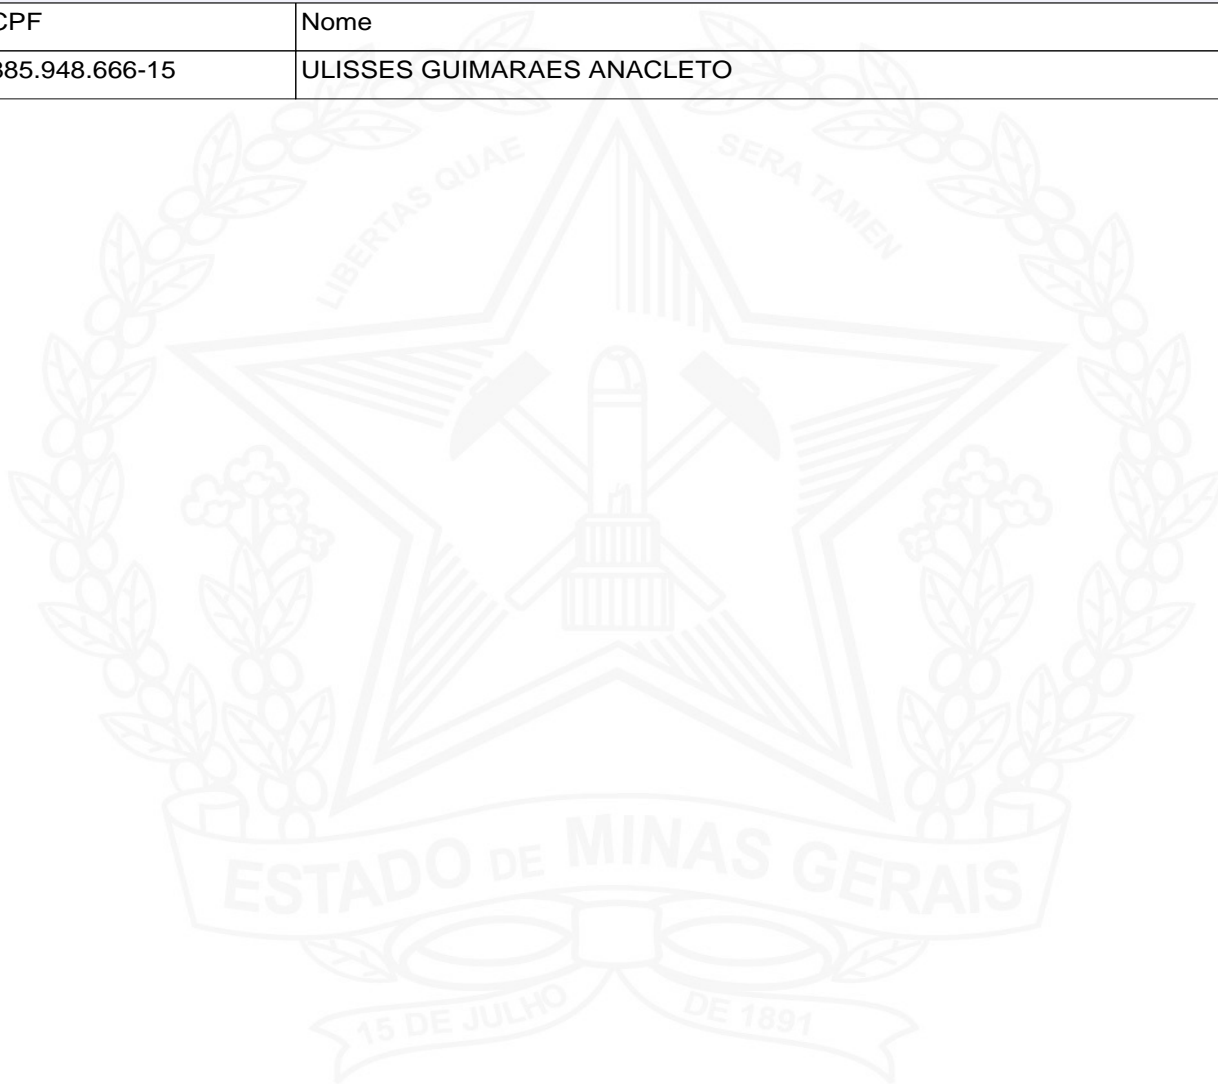 CPF Nome
885.948.666-15 ULISSES GUIMARAES ANACLETO
LIBERTAS QUAE SERA TAMEN
ESTADO DE MINAS GERAIS
15 DE JULHO DE 1891